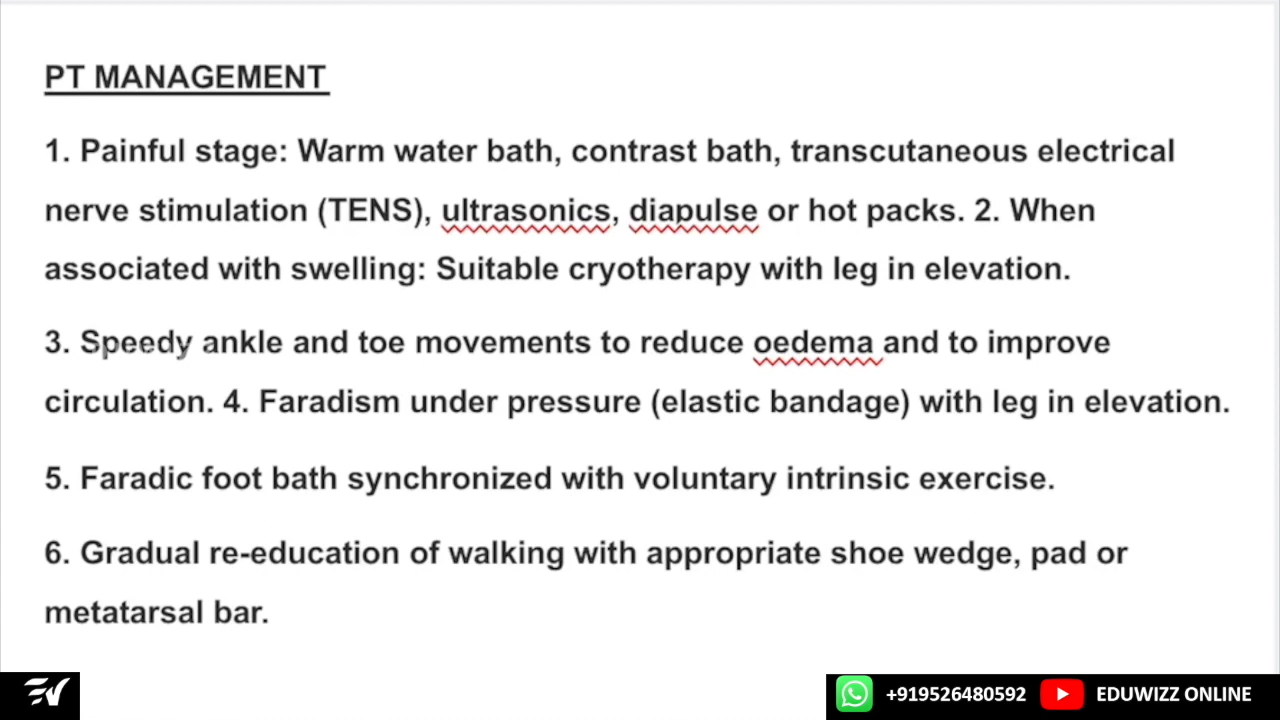 PT MANAGEMENT
1. Painful stage: Warm water bath, contrast bath, transcutaneous electrical
nerve stimulation (TENS), ultrasonics, diapulse or hot packs. 2. When
associated with swelling: Suitable cryotherapy with leg in elevation.
3. Speedy ankle and toe movements to reduce oedema and to improve
circulation. 4. Faradism under pressure (elastic bandage) with leg in elevation.
5. Faradic foot bath synchronized with voluntary intrinsic exercise.
6. Gradual re-education of walking with appropriate shoe wedge, pad or
metatarsal bar.
+919526480592 EDUWIZZ ONLINE